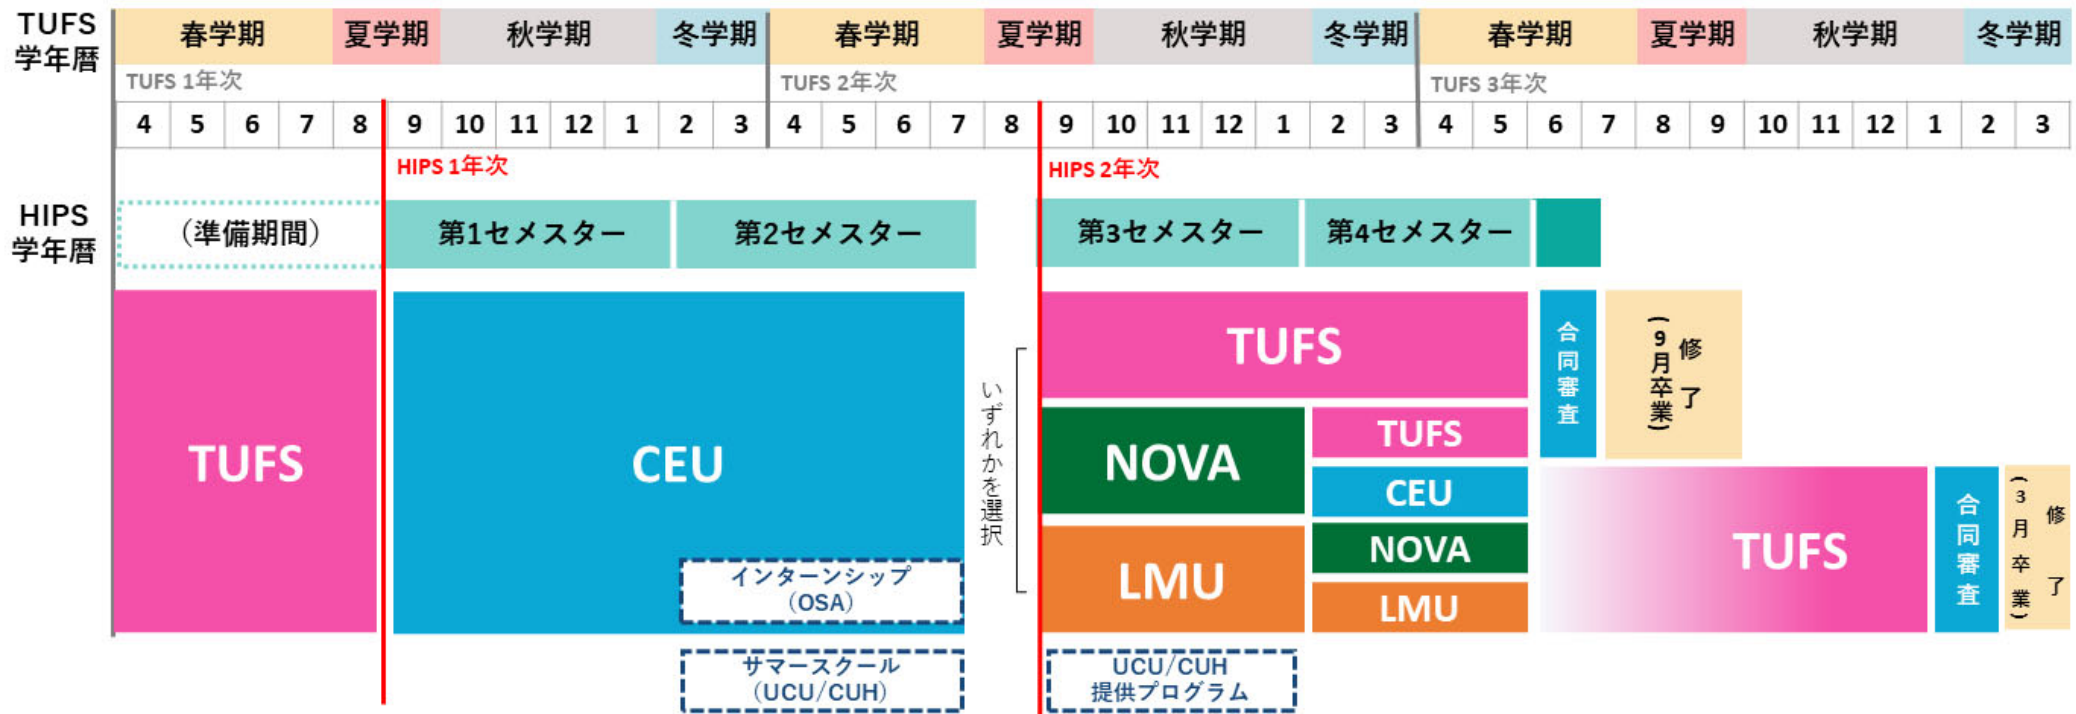 TUFS
学年暦
春学期 夏学期 秋学期 冬学期 春学期 夏学期 秋学期 冬学期 春学期 夏学期 秋学期 冬学期
TUFS 1年次 TUFS 2年次 TUFS 3年次
4 5 6 7 8 9 10 11 12 1 2 3 4 5 6 7 8 9 10 11 12 1 2 3 4 5 6 7 8 9 10 11 12 1 2 3
HIPS 1年次 HIPS 2年次
HIPS
学年暦
（準備期間） 第1セメスター 第2セメスター 第3セメスター 第4セメスター
TUFS
CEU
インターンシップ
（OSA）
サマースクール
（UCU/CUH）
いずれかを選択
TUFS
NOVA
LMU
UCU/CUH
提供プログラム
TUFS
CEU
NOVA
LMU
合同審査
修了
（9月卒業）
TUFS
合同審査
修了
（3月卒業）